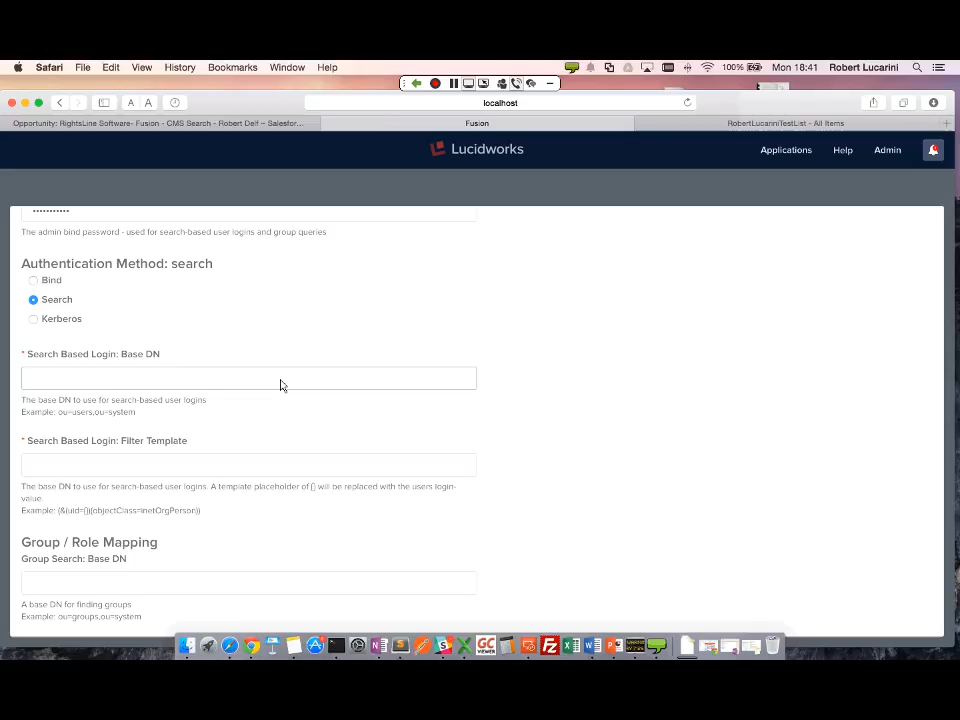 Safari File Edit View History Bookmarks Window Help 100% Mon 18:41 Robert Lucarini
A A localhost
Opportunity: RightsLine Software- Fusion - CMS Search - Robert Delf ~ Salesfor... Fusion RobertLucariniTestList - All Items
Lucidworks Applications Help Admin
•••••••••••
The admin bind password - used for search-based user logins and group queries
Authentication Method: search
Bind
Search
Kerberos
* Search Based Login: Base DN
The base DN to use for search-based user logins
Example: ou=users,ou=system
* Search Based Login: Filter Template
The base DN to use for search-based user logins. A template placeholder of {} will be replaced with the users login-
value.
Example: (&(uid={})(objectClass=inetOrgPerson))
Group / Role Mapping
Group Search: Base DN
A base DN for finding groups
Example: ou=groups,ou=system